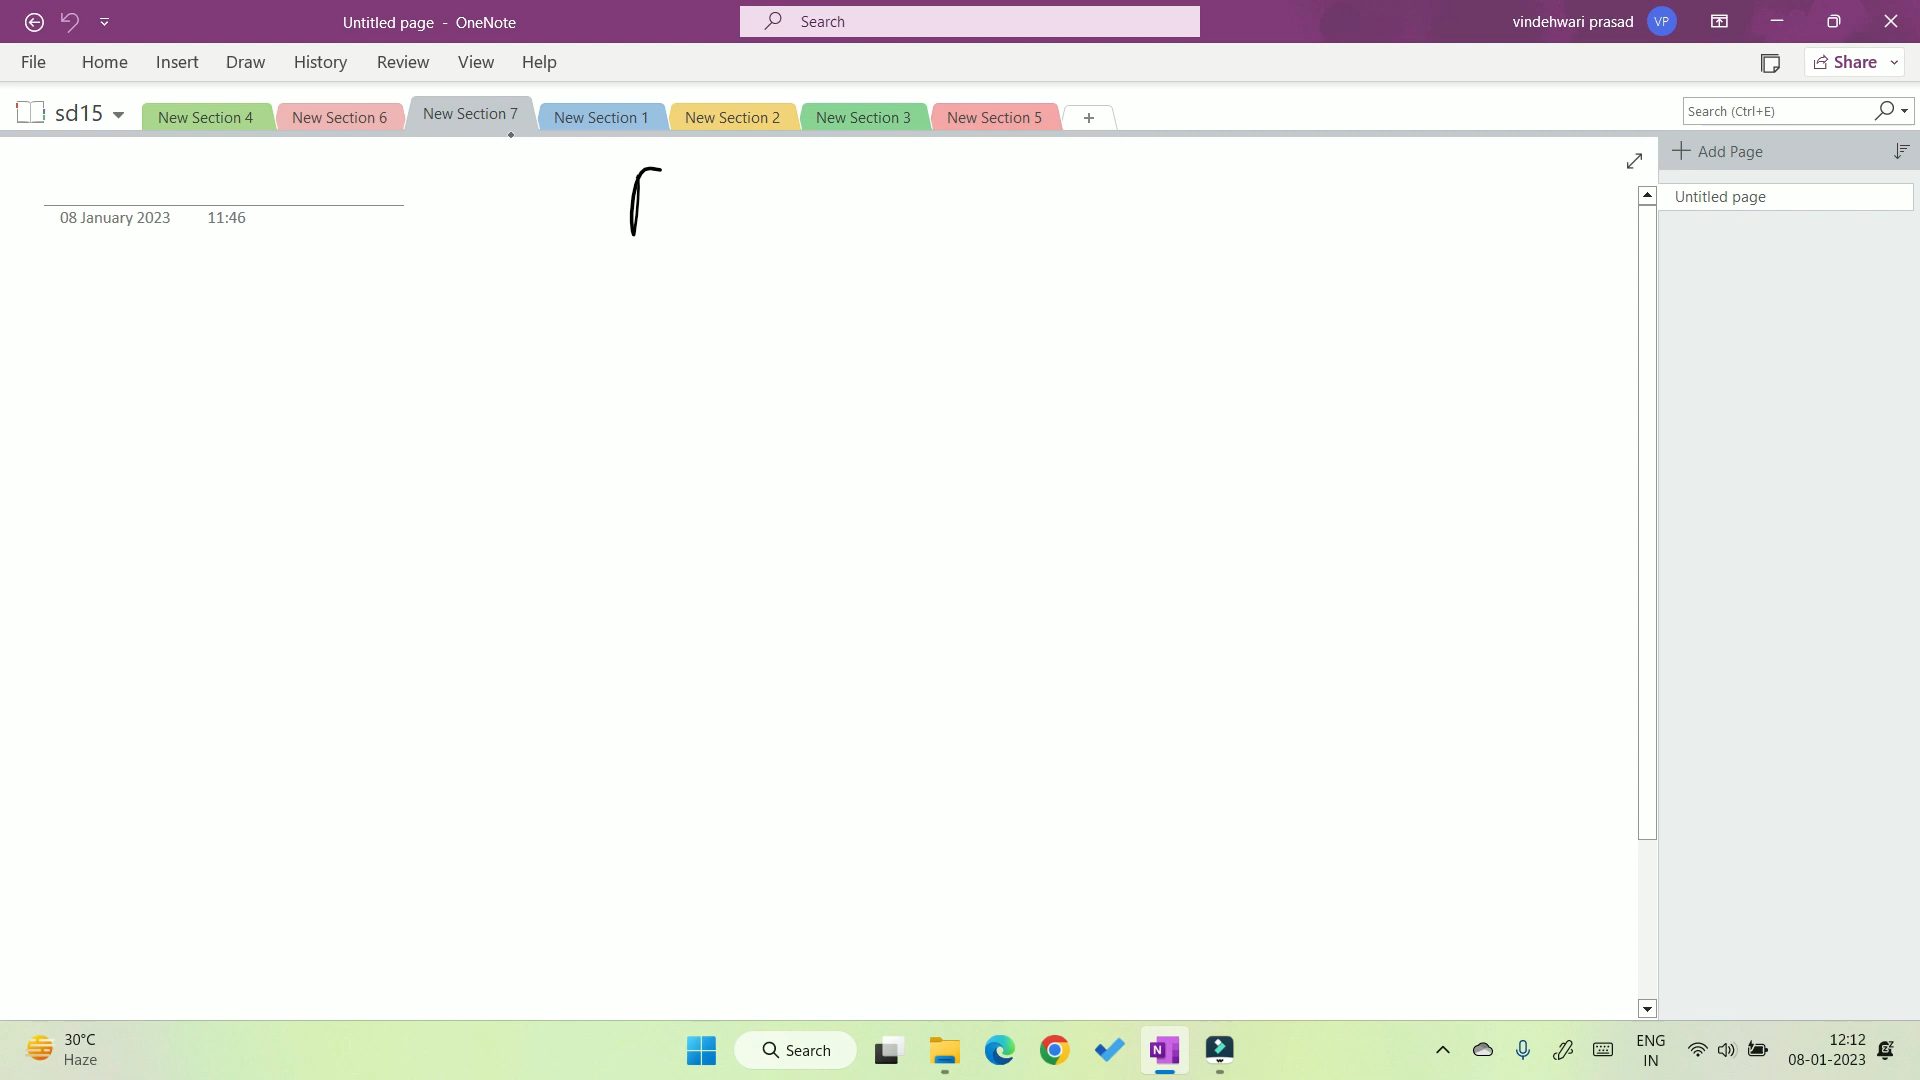 Untitled page - OneNote
Search
vindehwari prasad
VP
File Home Insert Draw History Review View Help
Share
sd15
New Section 4
New Section 6
New Section 7
New Section 1
New Section 2
New Section 3
New Section 5
+
Search (Ctrl+E)
Add Page
Untitled page
08 January 2023 11:46
30°C
Haze
Search
ENG
IN
12:12
08-01-2023